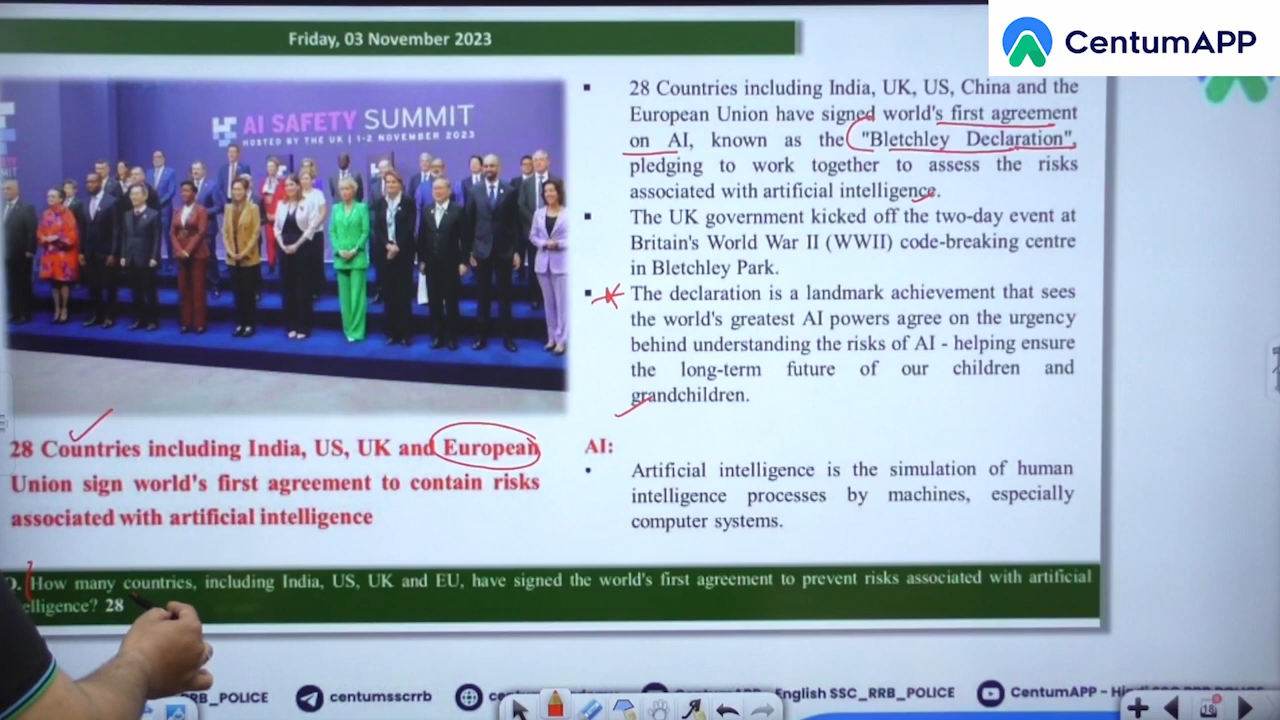 CentumAPP
Friday, 03 November 2023
AI SAFETY SUMMIT
HOSTED BY THE UK | 1-2 NOVEMBER 2023
28 Countries including India, US, UK and European
Union sign world's first agreement to contain risks
associated with artificial intelligence
▪ 28 Countries including India, UK, US, China and the
European Union have signed world's first agreement
on AI, known as the "Bletchley Declaration",
pledging to work together to assess the risks
associated with artificial intelligence.
▪ The UK government kicked off the two-day event at
Britain's World War II (WWII) code-breaking centre
in Bletchley Park.
▪ The declaration is a landmark achievement that sees
the world's greatest AI powers agree on the urgency
behind understanding the risks of AI - helping ensure
the long-term future of our children and
grandchildren.
AI:
• Artificial intelligence is the simulation of human
intelligence processes by machines, especially
computer systems.
How many countries, including India, US, UK and EU, have signed the world's first agreement to prevent risks associated with artificial
elligence? 28
RB_POLICE
centumsscrrb
English SSC_RRB_POLICE
CentumAPP -
18